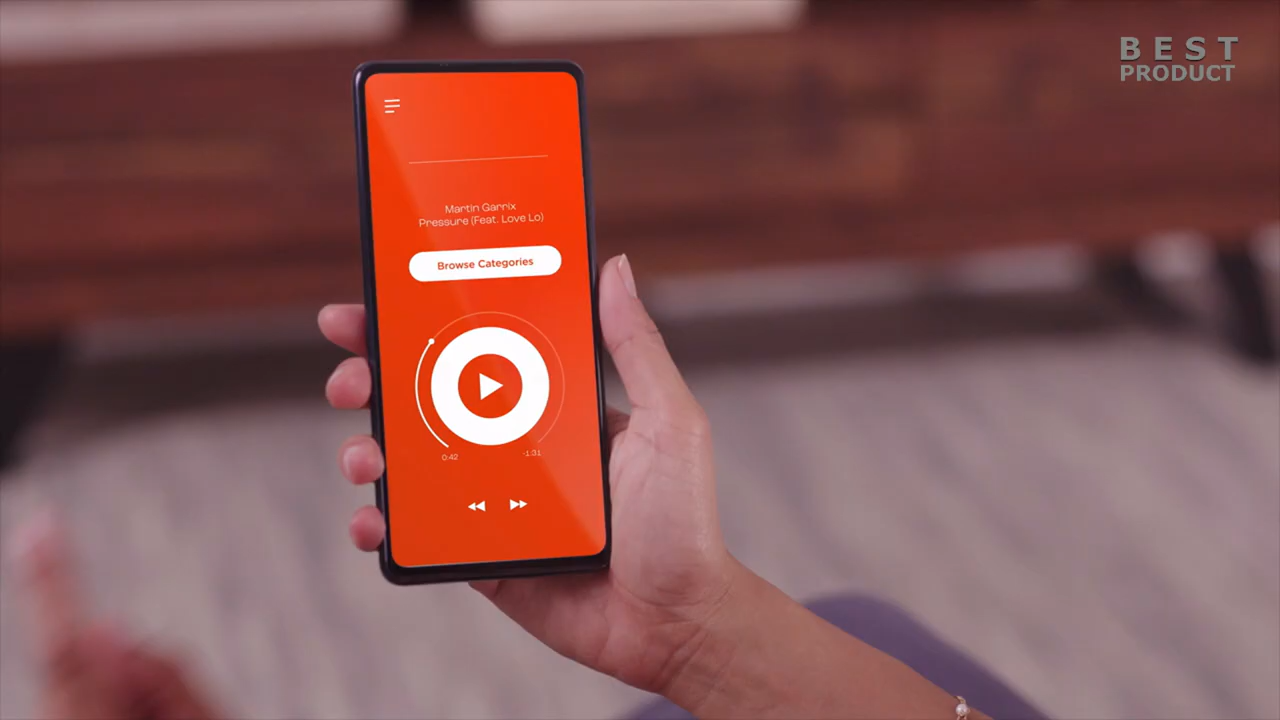 BEST
PRODUCT
Martin Garrix
Pressure (Feat. Love Lo)
Browse Categories
0:42
-1:31